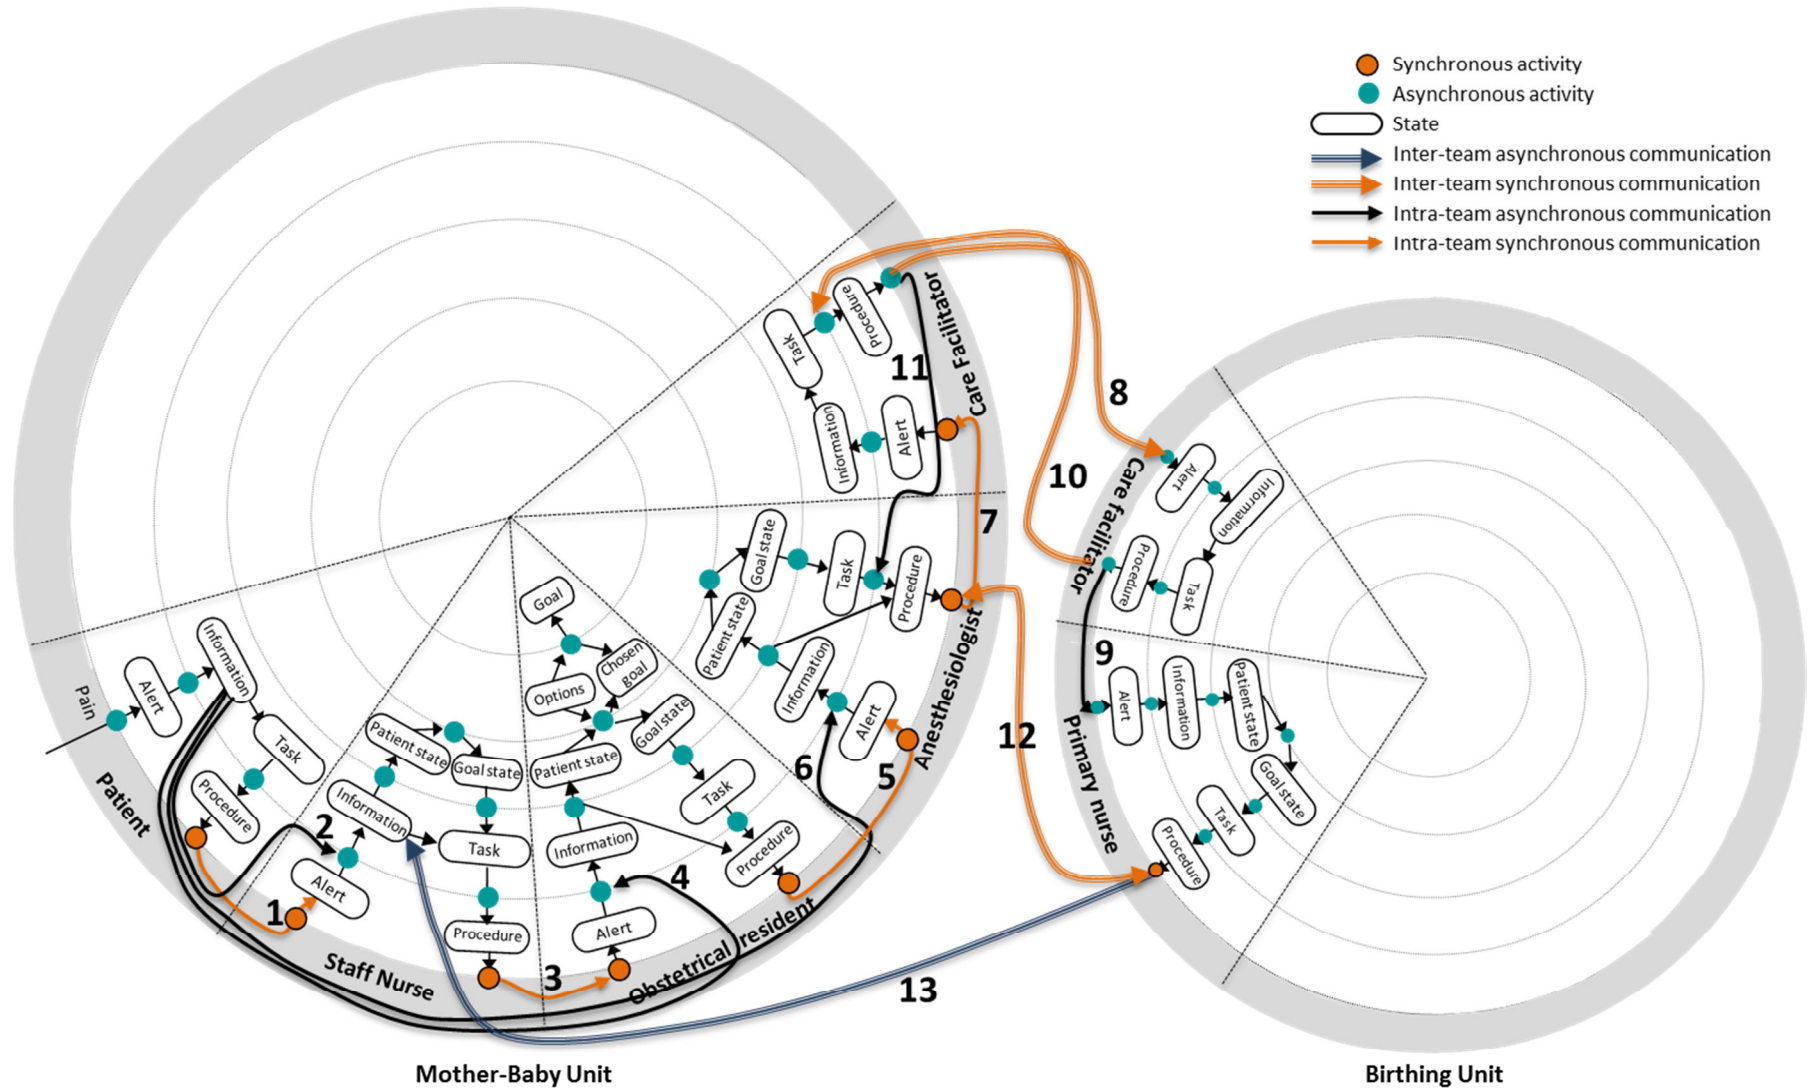 Synchronous activity
Asynchronous activity
State
Inter-team asynchronous communication
Inter-team synchronous communication
Intra-team asynchronous communication
Intra-team synchronous communication
Care Facilitator
Procedure
Task
11
Information
Alert
8
10
7
Care facilitator
Alert
Information
Procedure
Task
9
Primary nurse
Alert
Information
Patient state
Goal state
Task
Procedure
12
Anesthesiologist
Goal state
Task
Procedure
Patient state
Information
Alert
6
5
Goal
Chosen
goal
Options
Goal state
Patient state
Task
Information
Procedure
4
Alert
Obstetrical resident
3
Patient state
Goal state
Information
Task
2
Alert
Procedure
1
Staff Nurse
Information
Alert
Pain
Task
Procedure
Patient
13
Mother-Baby Unit
Birthing Unit